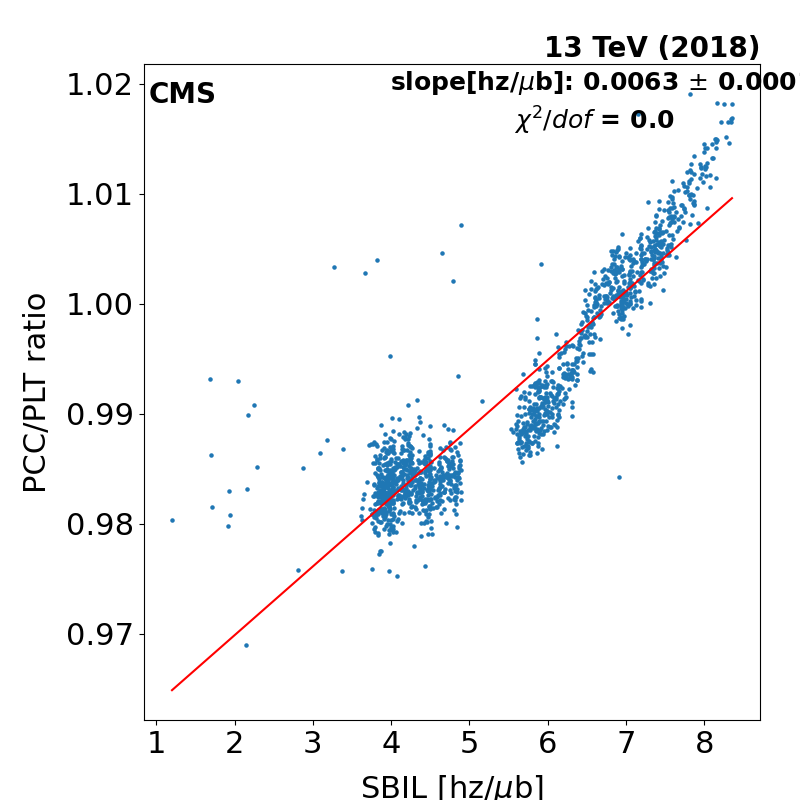 13 TeV (2018)
CMS
slope[hz/μb]: 0.0063 ± 0.000
χ²/dof = 0.0
1.02
1.01
1.00
0.99
0.98
0.97
PCC/PLT ratio
1 2 3 4 5 6 7 8
SBIL [hz/μb]